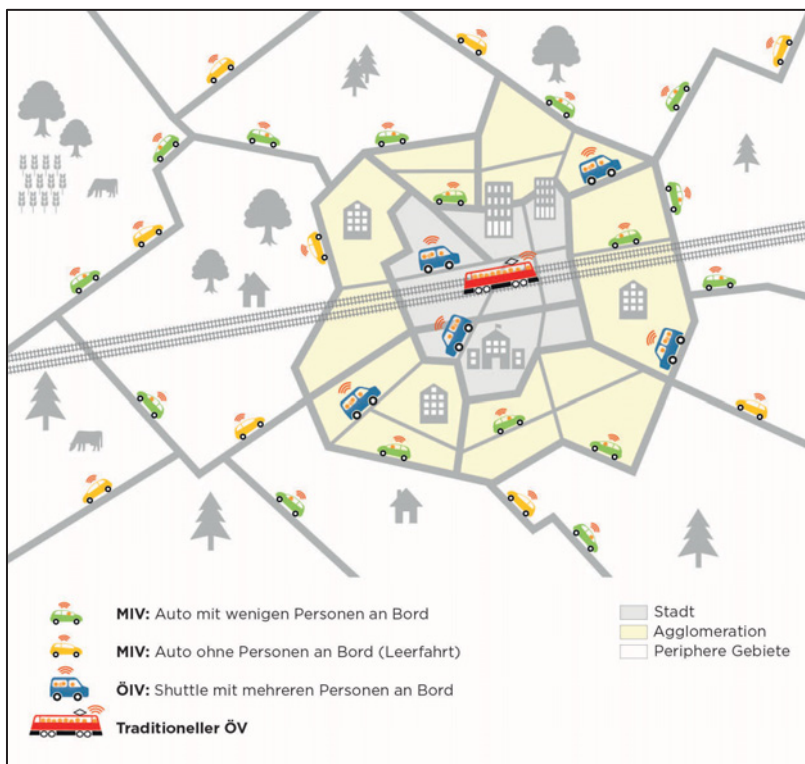 MIV: Auto mit wenigen Personen an Bord
MIV: Auto ohne Personen an Bord (Leerfahrt)
ÖIV: Shuttle mit mehreren Personen an Bord
Traditioneller ÖV
Stadt
Agglomeration
Periphere Gebiete